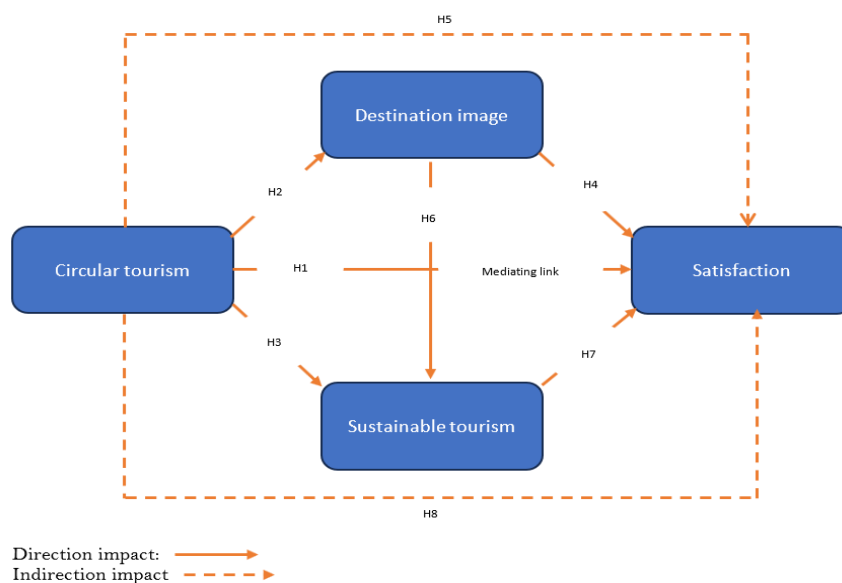 H5
Destination image
H2
H4
H6
Circular tourism
H1
Mediating link
Satisfaction
H3
H7
Sustainable tourism
H8
Direction impact:
Indirection impact